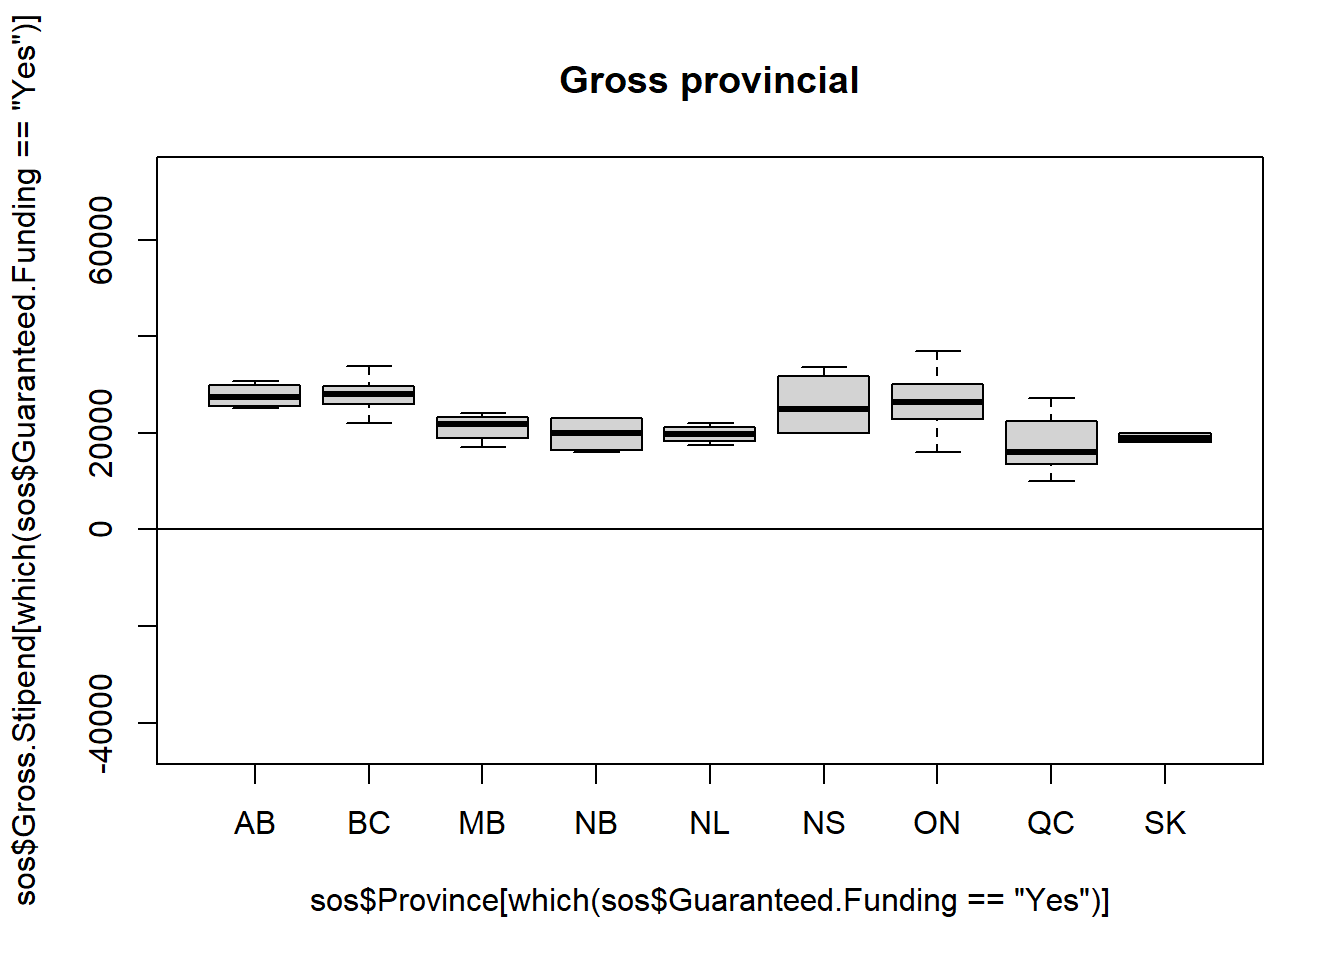 Gross provincial
sos$Gross.Stipend[which(sos$Guaranteed.Funding == "Yes")]
60000
20000
0
-40000
AB BC MB NB NL NS ON QC SK
sos$Province[which(sos$Guaranteed.Funding == "Yes")]